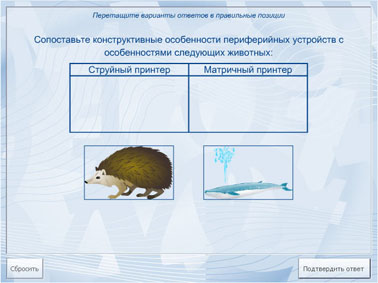 Перетащите варианты ответов в правильные позиции
Сопоставьте конструктивные особенности периферийных устройств с
особенностями следующих животных:
Струйный принтер Матричный принтер
Сбросить Подтвердить ответ